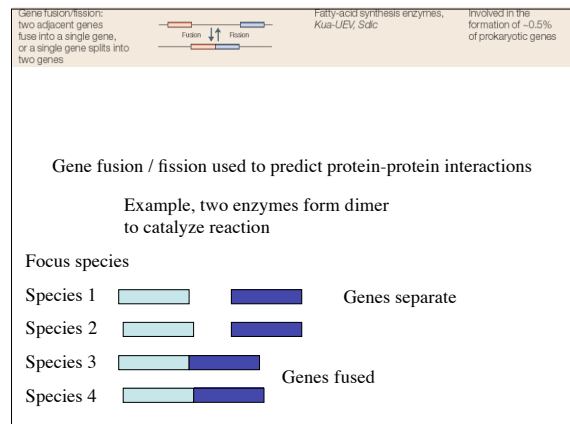 Gene fusion/fission:
two adjacent genes
fuse into a single gene,
or a single gene splits into
two genes
Fusion Fission
Fatty-acid synthesis enzymes,
Kua-UEV, Sdic
Involved in the
formation of ~0.5%
of prokaryotic genes
Gene fusion / fission used to predict protein-protein interactions
Example, two enzymes form dimer
to catalyze reaction
Focus species
Species 1
Genes separate
Species 2
Species 3
Genes fused
Species 4